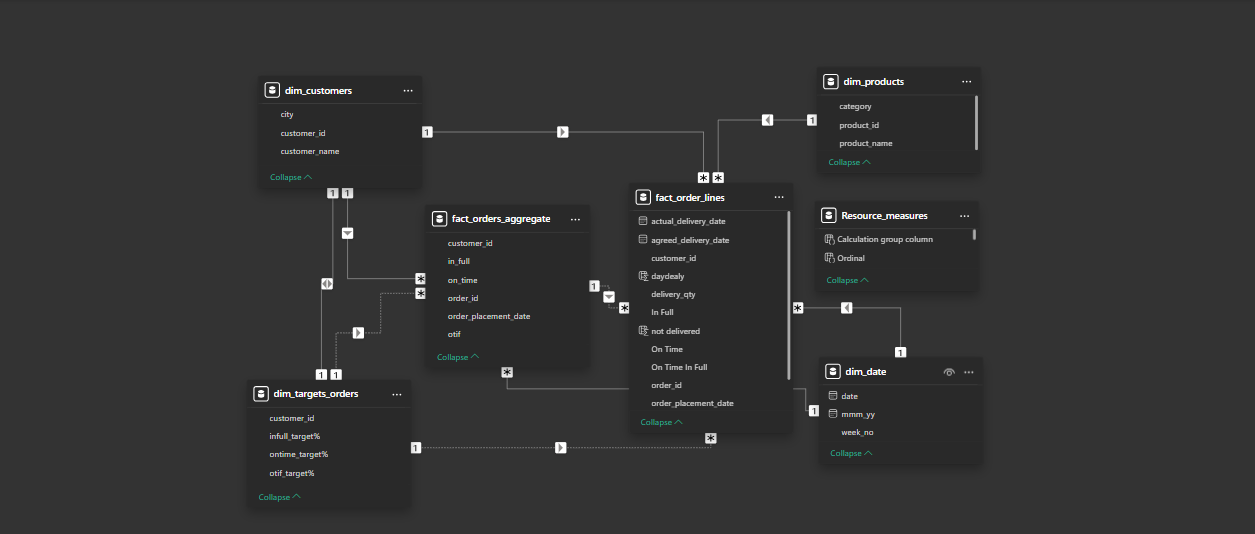 dim_customers
city
customer_id
customer_name
Collapse
dim_products
category
product_id
product_name
Collapse
fact_orders_aggregate
customer_id
in_full
on_time
order_id
order_placement_date
otif
Collapse
fact_order_lines
actual_delivery_date
agreed_delivery_date
customer_id
daydealy
delivery_qty
In Full
not delivered
On Time
On Time In Full
order_id
order_placement_date
Collapse
Resource_measures
Calculation group column
Ordinal
Collapse
dim_targets_orders
customer_id
infull_target%
ontime_target%
otif_target%
Collapse
dim_date
date
mmm_yy
week_no
Collapse
1
*
1
*
1
1
*
*
1
1
1
*
*
1
*
1
1
*